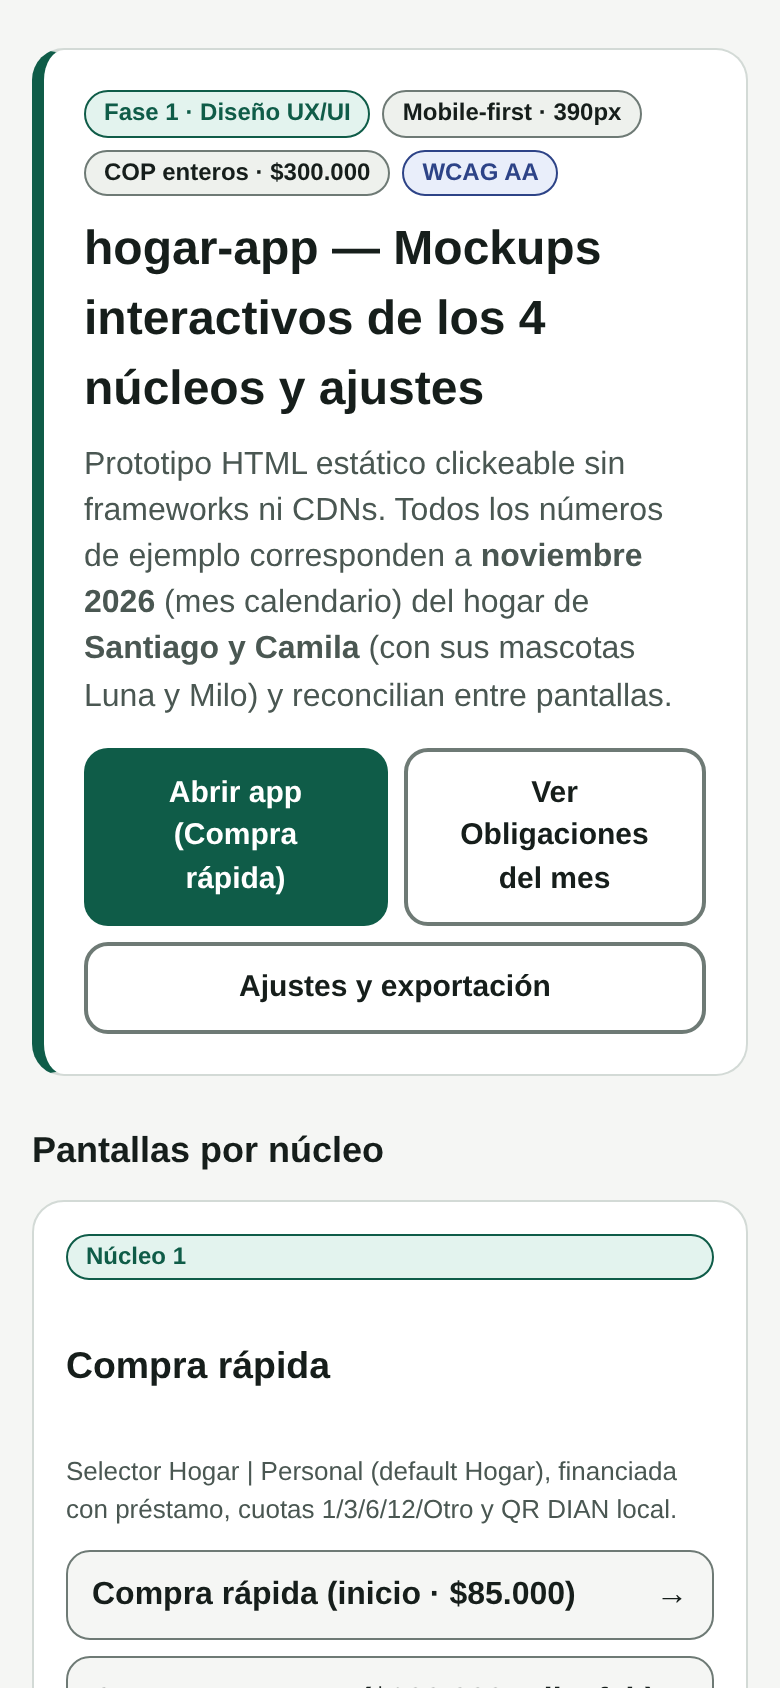 Fase 1 · Diseño UX/UI
Mobile-first · 390px
COP enteros · $300.000
WCAG AA
hogar-app — Mockups
interactivos de los 4
núcleos y ajustes
Prototipo HTML estático clickeable sin
frameworks ni CDNs. Todos los números
de ejemplo corresponden a noviembre
2026 (mes calendario) del hogar de
Santiago y Camila (con sus mascotas
Luna y Milo) y reconcilian entre pantallas.
Abrir app
(Compra
rápida)
Ver
Obligaciones
del mes
Ajustes y exportación
Pantallas por núcleo
Núcleo 1
Compra rápida
Selector Hogar | Personal (default Hogar), financiada
con préstamo, cuotas 1/3/6/12/Otro y QR DIAN local.
Compra rápida (inicio · $85.000) →